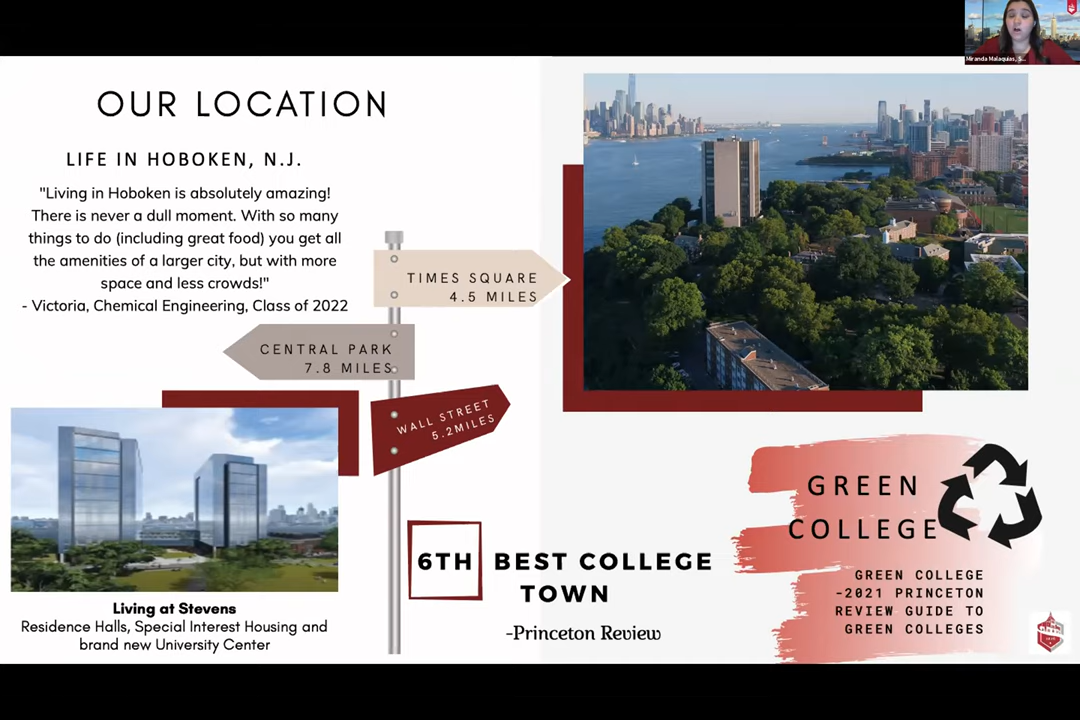 Miranda Malaquias, S...
OUR LOCATION
LIFE IN HOBOKEN, N.J.
"Living in Hoboken is absolutely amazing!
There is never a dull moment. With so many
things to do (including great food) you get all
the amenities of a larger city, but with more
space and less crowds!"
- Victoria, Chemical Engineering, Class of 2022
TIMES SQUARE
4.5 MILES
CENTRAL PARK
7.8 MILES
WALL STREET
5.2MILES
Living at Stevens
Residence Halls, Special Interest Housing and
brand new University Center
6TH BEST COLLEGE
TOWN
-Princeton Review
GREEN
COLLEGE
GREEN COLLEGE
-2021 PRINCETON
REVIEW GUIDE TO
GREEN COLLEGES